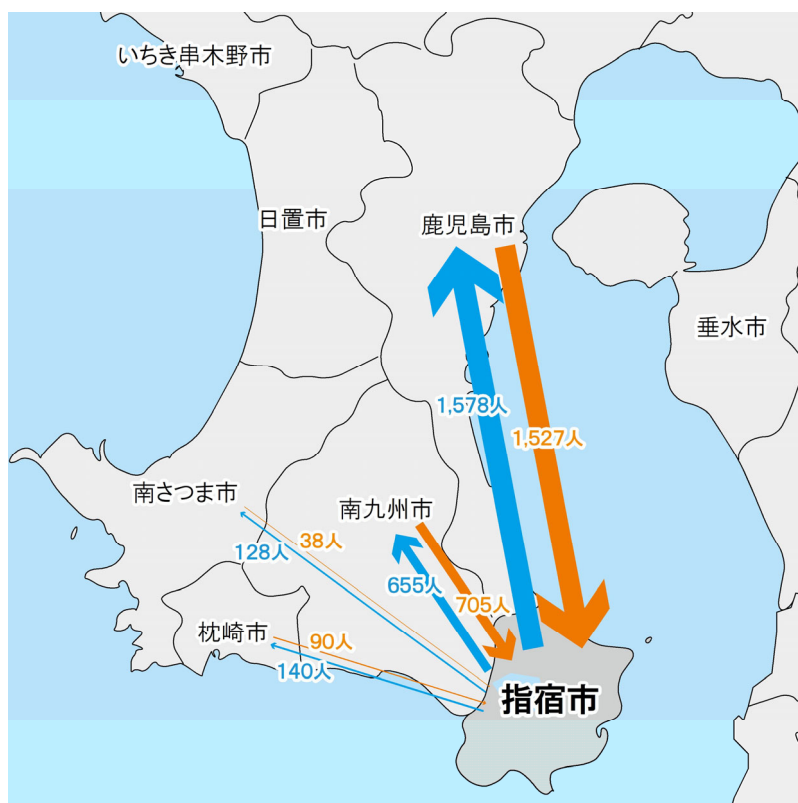 いちき串木野市
日置市
鹿児島市
垂水市
1,578人
1,527人
南さつま市
南九州市
38人
128人
655人
705人
枕崎市
90人
140人
指宿市